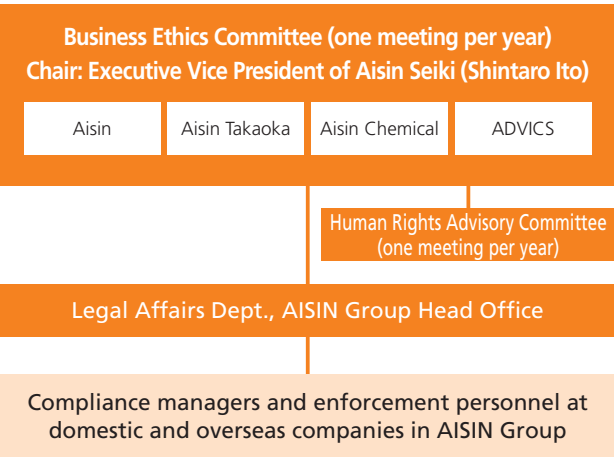 Business Ethics Committee (one meeting per year)
Chair: Executive Vice President of Aisin Seiki (Shintaro Ito)
Aisin
Aisin Takaoka
Aisin Chemical
ADVICS
Human Rights Advisory Committee
(one meeting per year)
Legal Affairs Dept., AISIN Group Head Office
Compliance managers and enforcement personnel at
domestic and overseas companies in AISIN Group